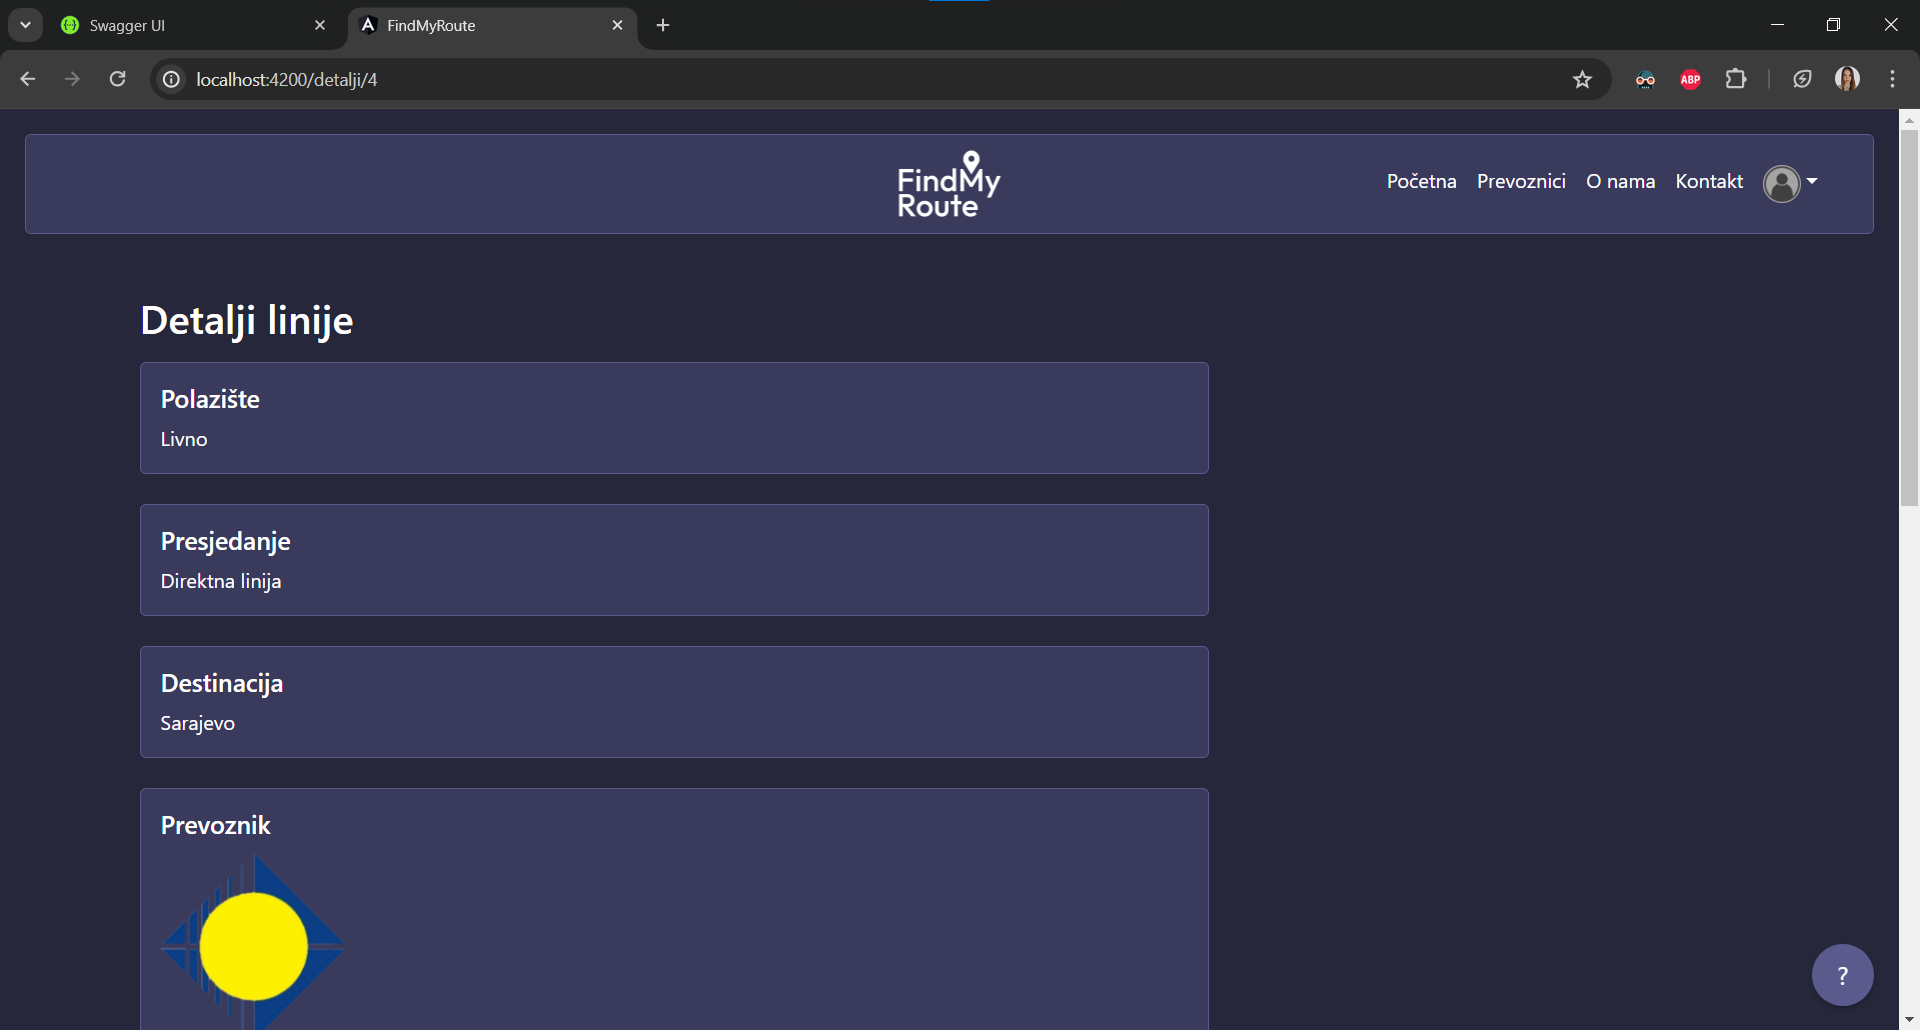 Swagger UI
FindMyRoute
localhost:4200/detalji/4
ABP
FindMy
Route
Početna Prevoznici O nama Kontakt
Detalji linije
Polazište
Livno
Presjedanje
Direktna linija
Destinacija
Sarajevo
Prevoznik
?